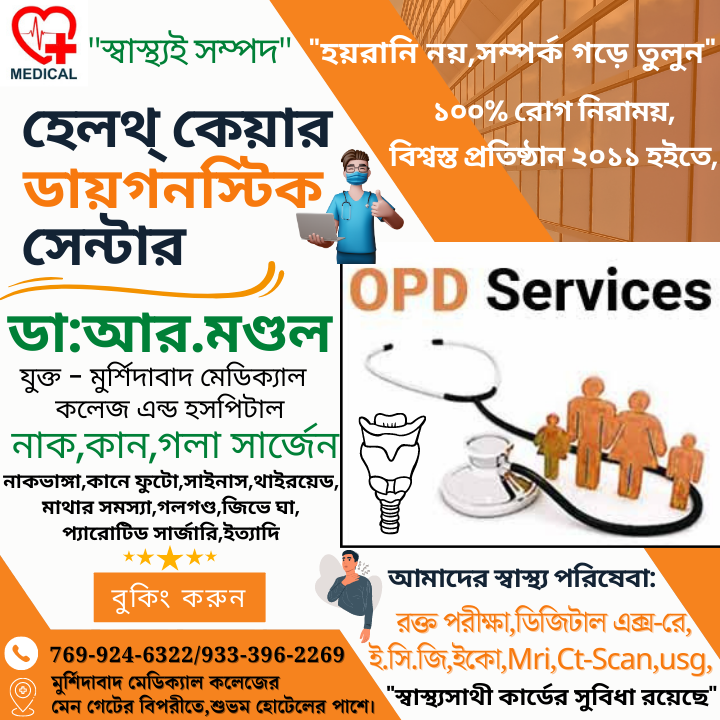 MEDICAL
"স্বাস্থ্যই সম্পদ"
"হয়রানি নয়,সম্পর্ক গড়ে তুলুন"
১০০% রোগ নিরাময়,
বিশ্বস্ত প্রতিষ্ঠান ২০১১ হইতে,
হেলথ্ কেয়ার
ডায়গনস্টিক
সেন্টার
OPD Services
ডা:আর.মণ্ডল
যুক্ত - মুর্শিদাবাদ মেডিক্যাল
কলেজ এন্ড হসপিটাল
নাক,কান,গলা সার্জেন
নাকভাঙ্গা,কানে ফুটো,সাইনাস,থাইরয়েড,
মাথার সমস্যা,গলগণ্ড,জিভে ঘা,
প্যারোটিড সার্জারি,ইত্যাদি
বুকিং করুন
আমাদের স্বাস্থ্য পরিষেবা:
রক্ত পরীক্ষা,ডিজিটাল এক্স-রে,
ই.সি.জি,ইকো,Mri,Ct-Scan,usg,
"স্বাস্থ্যসাথী কার্ডের সুবিধা রয়েছে"
769-924-6322/933-396-2269
মুর্শিদাবাদ মেডিক্যাল কলেজের
মেন গেটের বিপরীতে,শুভম হোটেলের পাশে।